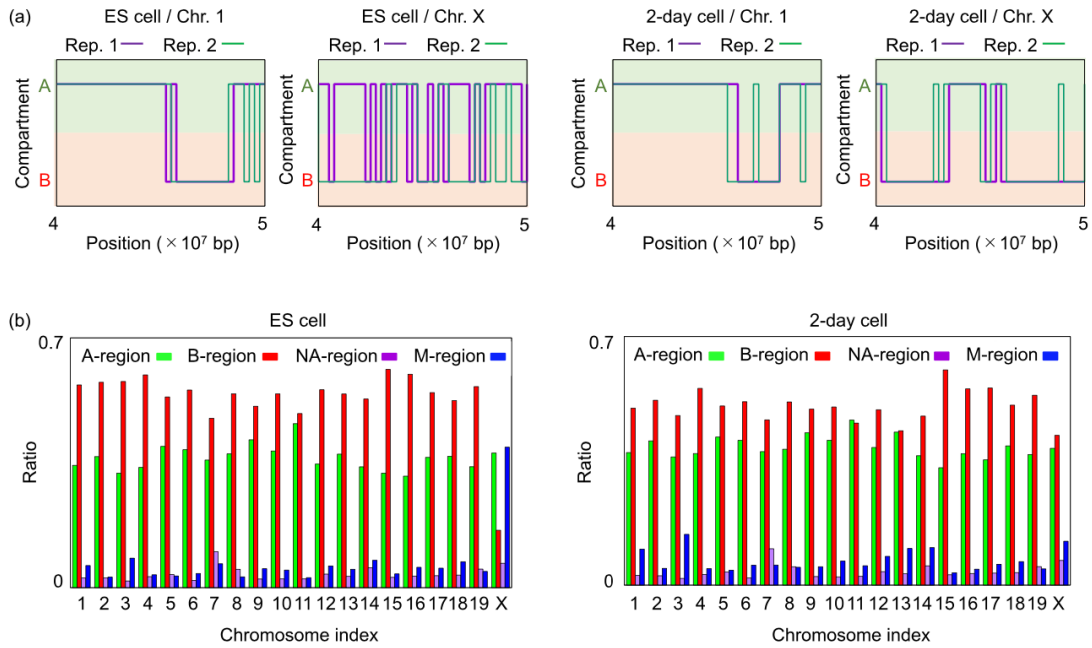 (a)
ES cell / Chr. 1
ES cell / Chr. X
2-day cell / Chr. 1
2-day cell / Chr. X
Rep. 1 Rep. 2
Rep. 1 Rep. 2
Rep. 1 Rep. 2
Rep. 1 Rep. 2
Compartment
A
B
4 5
Position (×10⁷ bp)
Compartment
4 5
Position (×10⁷ bp)
Compartment
A
B
4 5
Position (×10⁷ bp)
Compartment
A
B
4 5
Position (×10⁷ bp)
(b)
ES cell
0.7
A-region B-region NA-region M-region
Ratio
0
1 2 3 4 5 6 7 8 9 10 11 12 13 14 15 16 17 18 19 X
Chromosome index
2-day cell
0.7
A-region B-region NA-region M-region
Ratio
0
1 2 3 4 5 6 7 8 9 10 11 12 13 14 15 16 17 18 19 X
Chromosome index